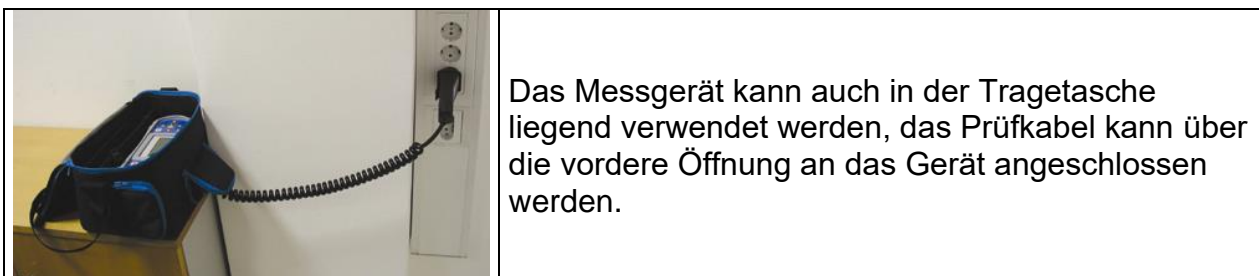 Das Messgerät kann auch in der Tragetasche
liegend verwendet werden, das Prüfkabel kann über
die vordere Öffnung an das Gerät angeschlossen
werden.